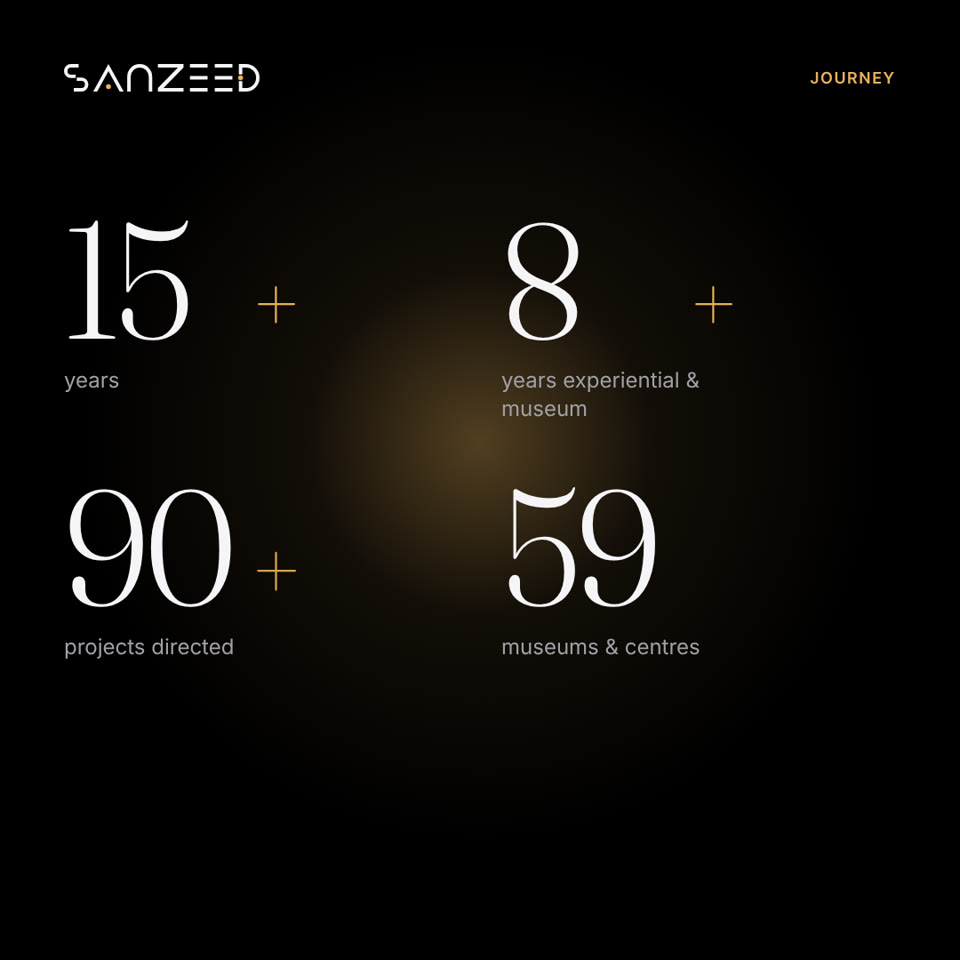 SANZEED
JOURNEY
15 +
years
8 +
years experiential &
museum
90 +
projects directed
59
museums & centres